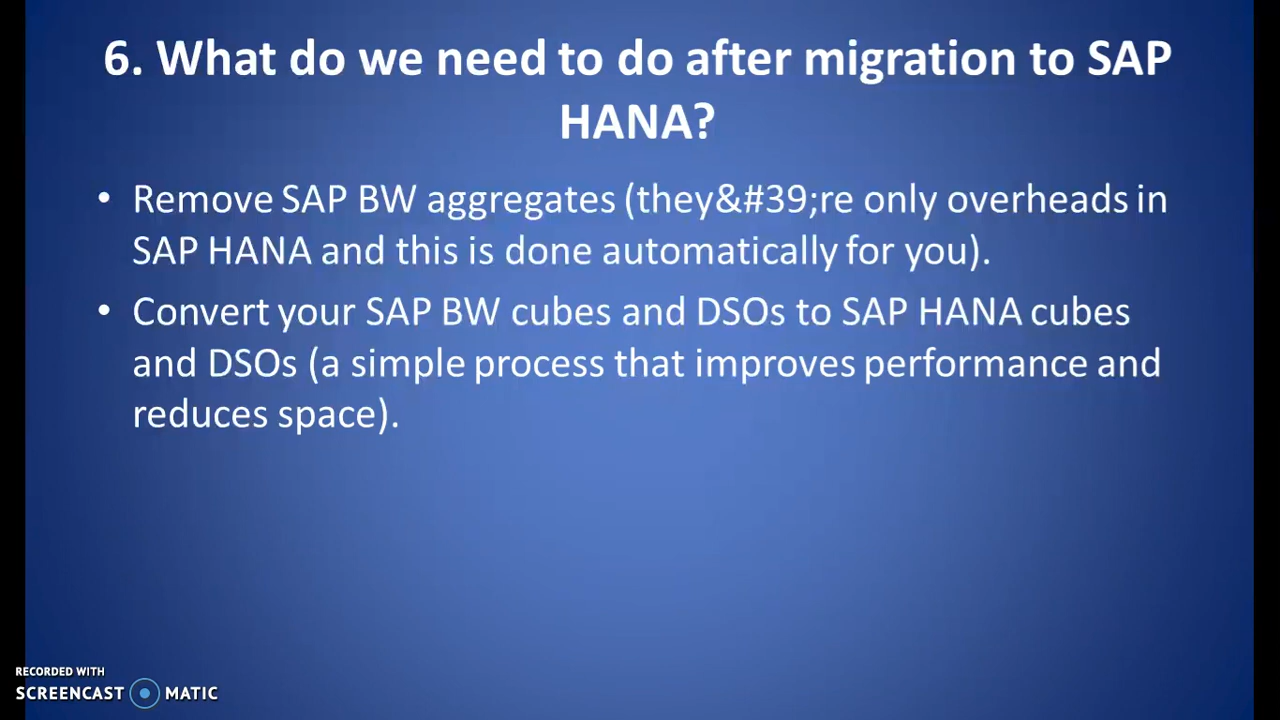 6. What do we need to do after migration to SAP
HANA?
• Remove SAP BW aggregates (they&#39;re only overheads in
SAP HANA and this is done automatically for you).
• Convert your SAP BW cubes and DSOs to SAP HANA cubes
and DSOs (a simple process that improves performance and
reduces space).
RECORDED WITH
SCREENCAST MATIC